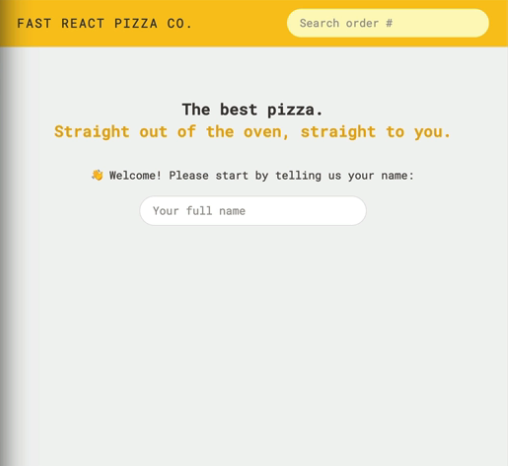 FAST REACT PIZZA CO.
Search order #
The best pizza.
Straight out of the oven, straight to you.
👋 Welcome! Please start by telling us your name:
Your full name